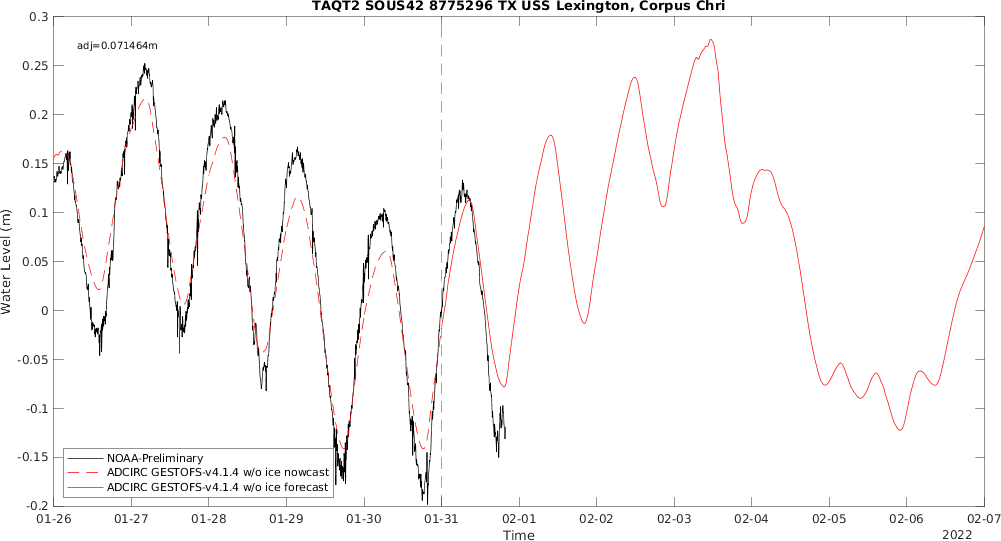 TAQT2 SOUS42 8775296 TX USS Lexington, Corpus Chri
adj=0.071464m
Water Level (m)
0.3
0.25
0.2
0.15
0.1
0.05
0
-0.05
-0.1
-0.15
-0.2
NOAA-Preliminary
ADCIRC GESTOFS-v4.1.4 w/o ice nowcast
ADCIRC GESTOFS-v4.1.4 w/o ice forecast
01-26 01-27 01-28 01-29 01-30 01-31 02-01 02-02 02-03 02-04 02-05 02-06 02-07
Time
2022